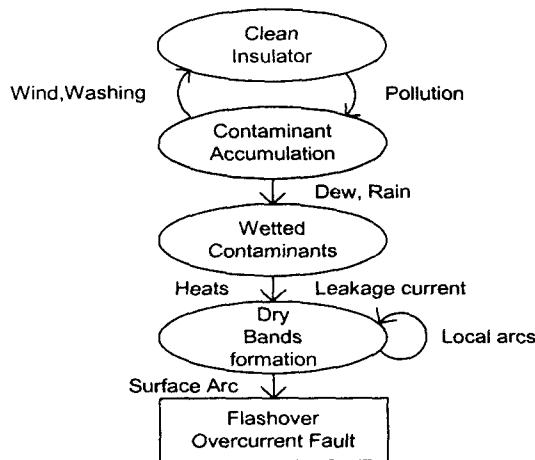 Clean
Insulator
Wind,Washing
Pollution
Contaminant
Accumulation
Dew, Rain
Wetted
Contaminants
Heats
Leakage current
Dry
Bands
formation
Local arcs
Surface Arc
Flashover
Overcurrent Fault